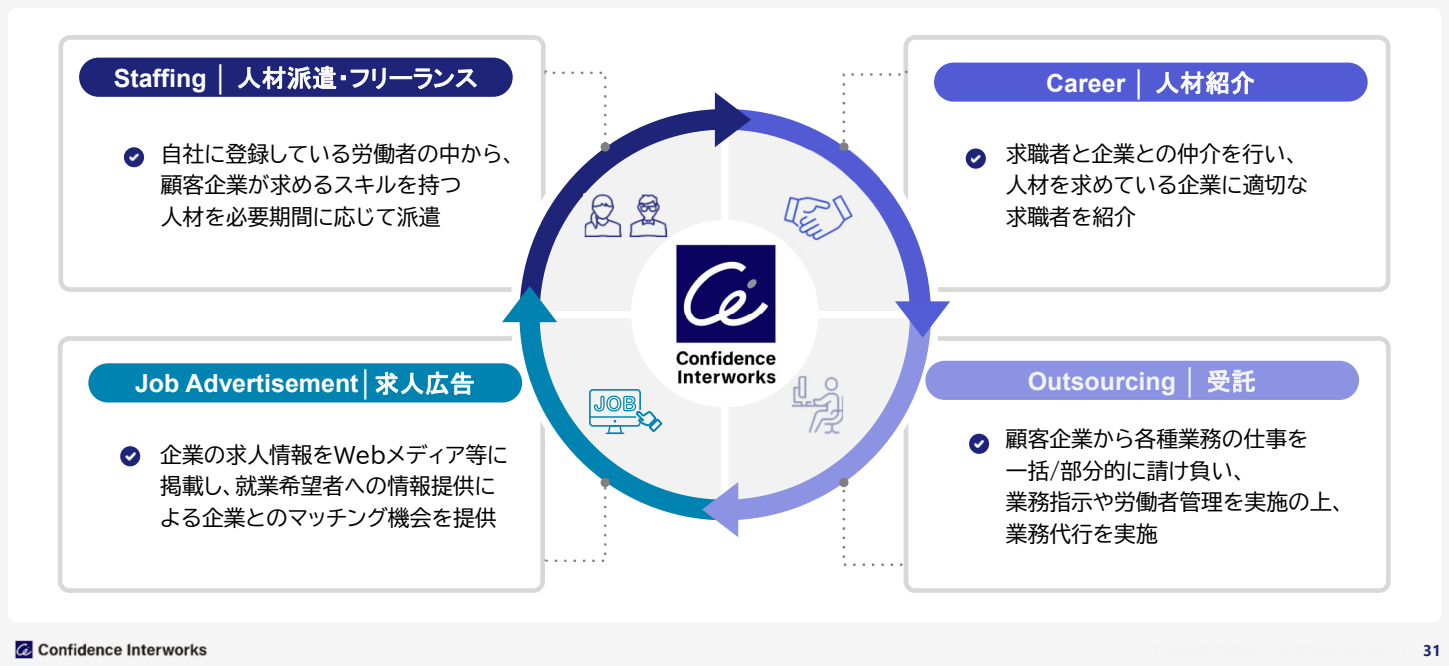 Staffing │ 人材派遣・フリーランス
自社に登録している労働者の中から、
顧客企業が求めるスキルを持つ
人材を必要期間に応じて派遣
Career │ 人材紹介
求職者と企業との仲介を行い、
人材を求めている企業に適切な
求職者を紹介
Confidence
Interworks
JOB
Job Advertisement│求人広告
企業の求人情報をWebメディア等に
掲載し、就業希望者への情報提供に
よる企業とのマッチング機会を提供
Outsourcing │ 受託
顧客企業から各種業務の仕事を
一括/部分的に請け負い、
業務指示や労働者管理を実施の上、
業務代行を実施
Confidence Interworks
31